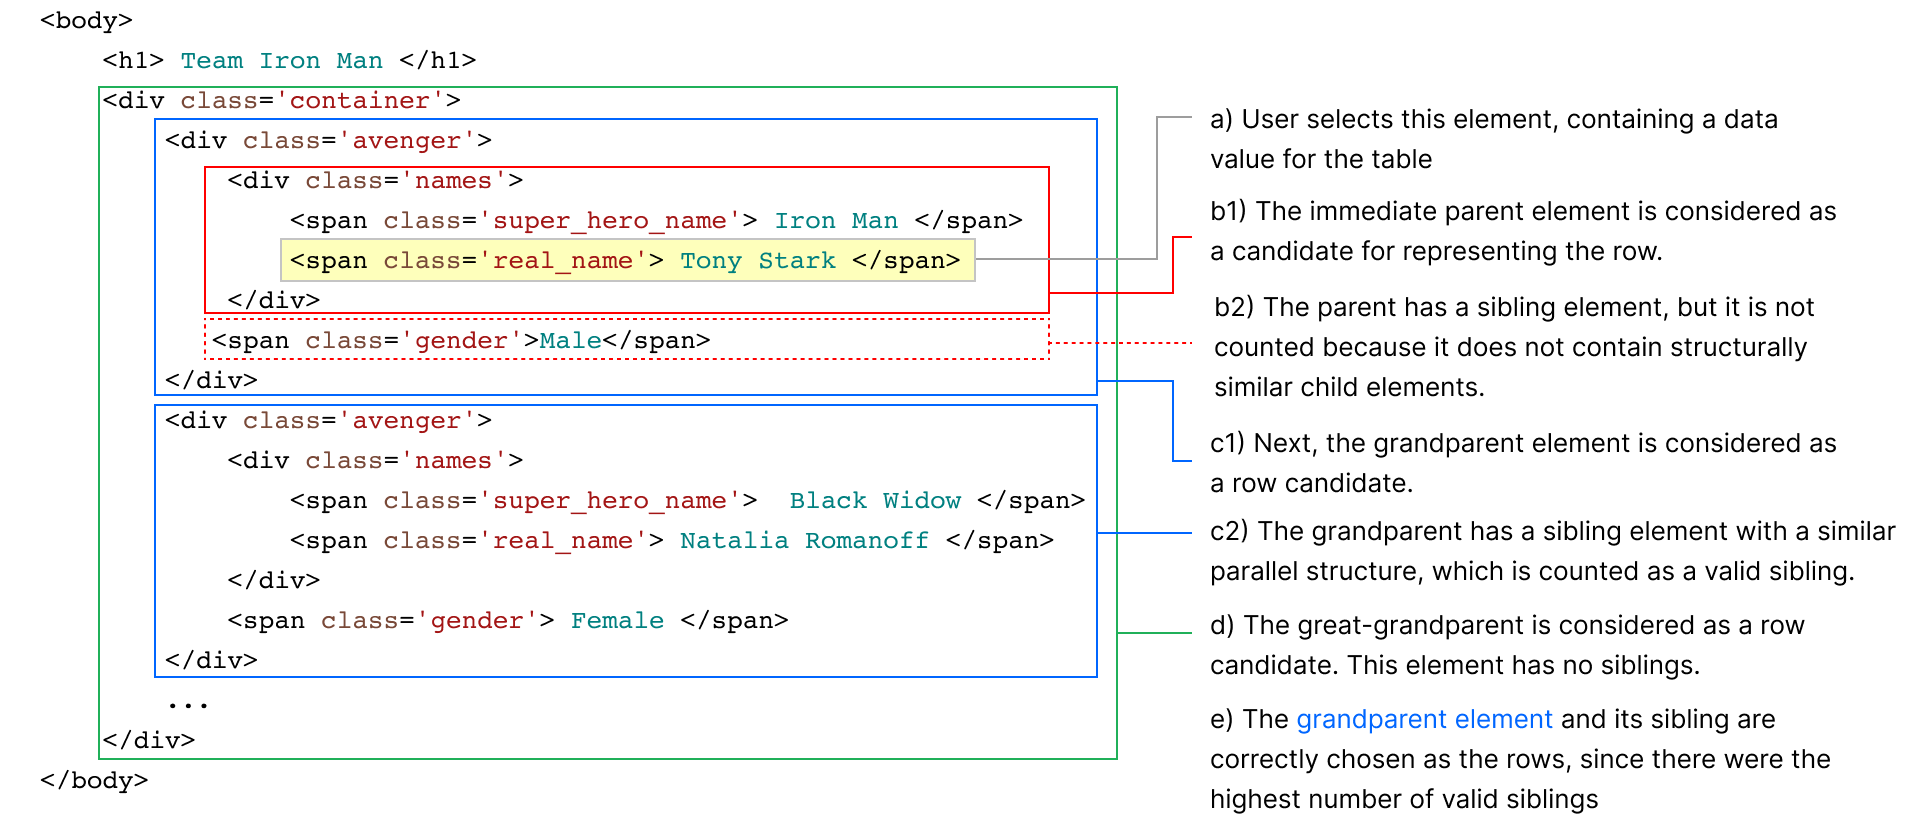 <body>
<h1> Team Iron Man </h1>
<div class='container'>
<div class='avenger'>
<div class='names'>
<span class='super_hero_name'> Iron Man </span>
<span class='real_name'> Tony Stark </span>
</div>
<span class='gender'>Male</span>
</div>
<div class='avenger'>
<div class='names'>
<span class='super_hero_name'>  Black Widow </span>
<span class='real_name'> Natalia Romanoff </span>
</div>
<span class='gender'> Female </span>
</div>
...
</div>
</body>
a) User selects this element, containing a data
value for the table
b1) The immediate parent element is considered as
a candidate for representing the row.
b2) The parent has a sibling element, but it is not
counted because it does not contain structurally
similar child elements.
c1) Next, the grandparent element is considered as
a row candidate.
c2) The grandparent has a sibling element with a similar
parallel structure, which is counted as a valid sibling.
d) The great-grandparent is considered as a row
candidate. This element has no siblings.
e) The grandparent element and its sibling are
correctly chosen as the rows, since there were the
highest number of valid siblings